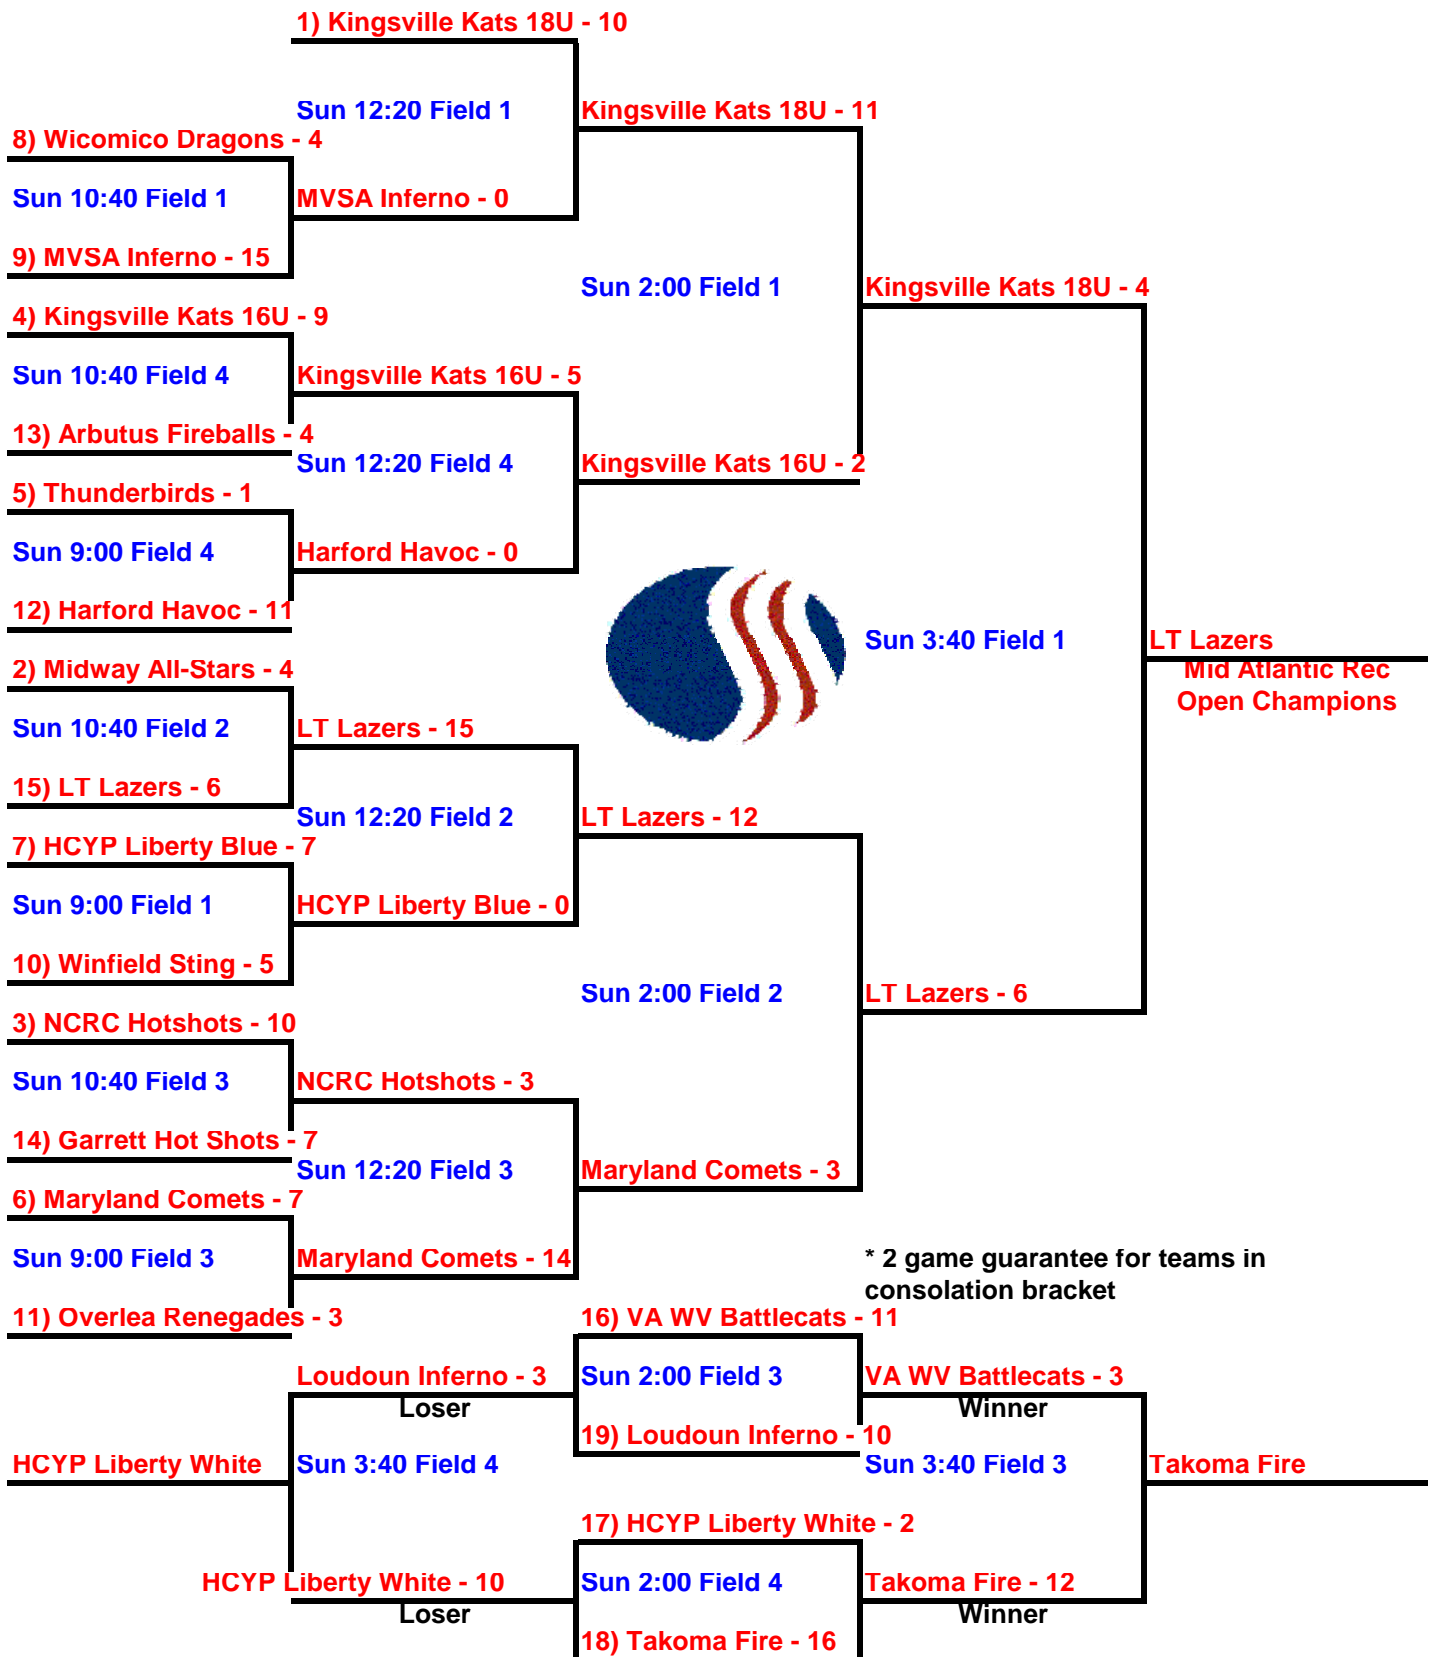 1) Kingsville Kats 18U - 10
Sun 12:20 Field 1
Kingsville Kats 18U - 11
8) Wicomico Dragons - 4
Sun 10:40 Field 1
MVSA Inferno - 0
9) MVSA Inferno - 15
Sun 2:00 Field 1
Kingsville Kats 18U - 4
4) Kingsville Kats 16U - 9
Sun 10:40 Field 4
Kingsville Kats 16U - 5
13) Arbutus Fireballs - 4
Sun 12:20 Field 4
Kingsville Kats 16U - 2
5) Thunderbirds - 1
Sun 9:00 Field 4
Harford Havoc - 0
12) Harford Havoc - 11
Sun 3:40 Field 1
LT Lazers
Mid Atlantic Rec
Open Champions
2) Midway All-Stars - 4
Sun 10:40 Field 2
LT Lazers - 15
15) LT Lazers - 6
Sun 12:20 Field 2
LT Lazers - 12
7) HCYP Liberty Blue - 7
Sun 9:00 Field 1
HCYP Liberty Blue - 0
10) Winfield Sting - 5
Sun 2:00 Field 2
LT Lazers - 6
3) NCRC Hotshots - 10
Sun 10:40 Field 3
NCRC Hotshots - 3
14) Garrett Hot Shots - 7
Sun 12:20 Field 3
Maryland Comets - 3
6) Maryland Comets - 7
Sun 9:00 Field 3
Maryland Comets - 14
* 2 game guarantee for teams in
consolation bracket
11) Overlea Renegades - 3
16) VA WV Battlecats - 11
Loudoun Inferno - 3
Loser
Sun 2:00 Field 3
VA WV Battlecats - 3
Winner
19) Loudoun Inferno - 10
HCYP Liberty White
Sun 3:40 Field 4
Sun 3:40 Field 3
Takoma Fire
17) HCYP Liberty White - 2
HCYP Liberty White - 10
Loser
Sun 2:00 Field 4
Takoma Fire - 12
Winner
18) Takoma Fire - 16